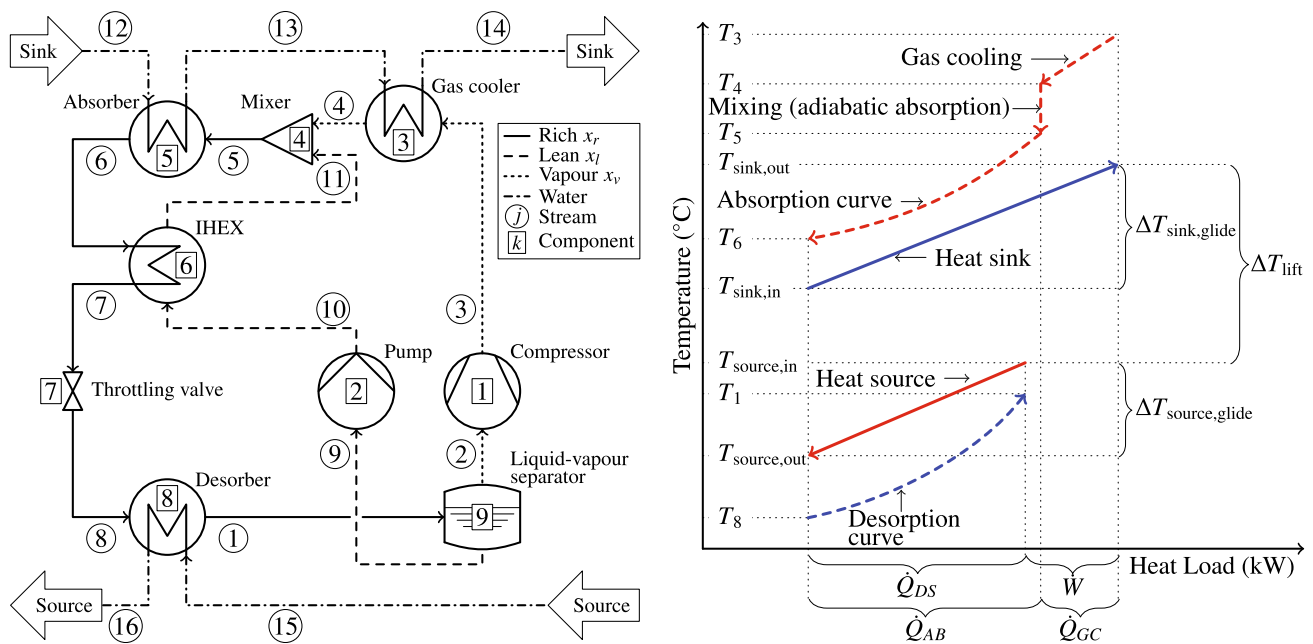 Sink
⑫
⑬
⑭
Sink
Absorber
Mixer
Gas cooler
④
4
3
5
⑥
⑤
⑪
Rich x_r
Lean x_l
Vapour x_v
Water
j Stream
k Component
IHEX
6
⑦
⑩
③
Pump
Compressor
7
Throttling valve
2
1
⑨
②
Liquid-vapour
separator
Desorber
8
9
⑧
①
Source
⑯
⑮
Source
Temperature (°C)
T_3
T_4
T_5
T_sink,out
T_6
T_sink,in
T_source,in
T_1
T_source,out
T_8
Gas cooling
Mixing (adiabatic absorption)
Absorption curve
Heat sink
Heat source
Desorption
curve
ΔT_sink,glide
ΔT_lift
ΔT_source,glide
Heat Load (kW)
Q̇_DS
Ẇ
Q̇_AB
Q̇_GC